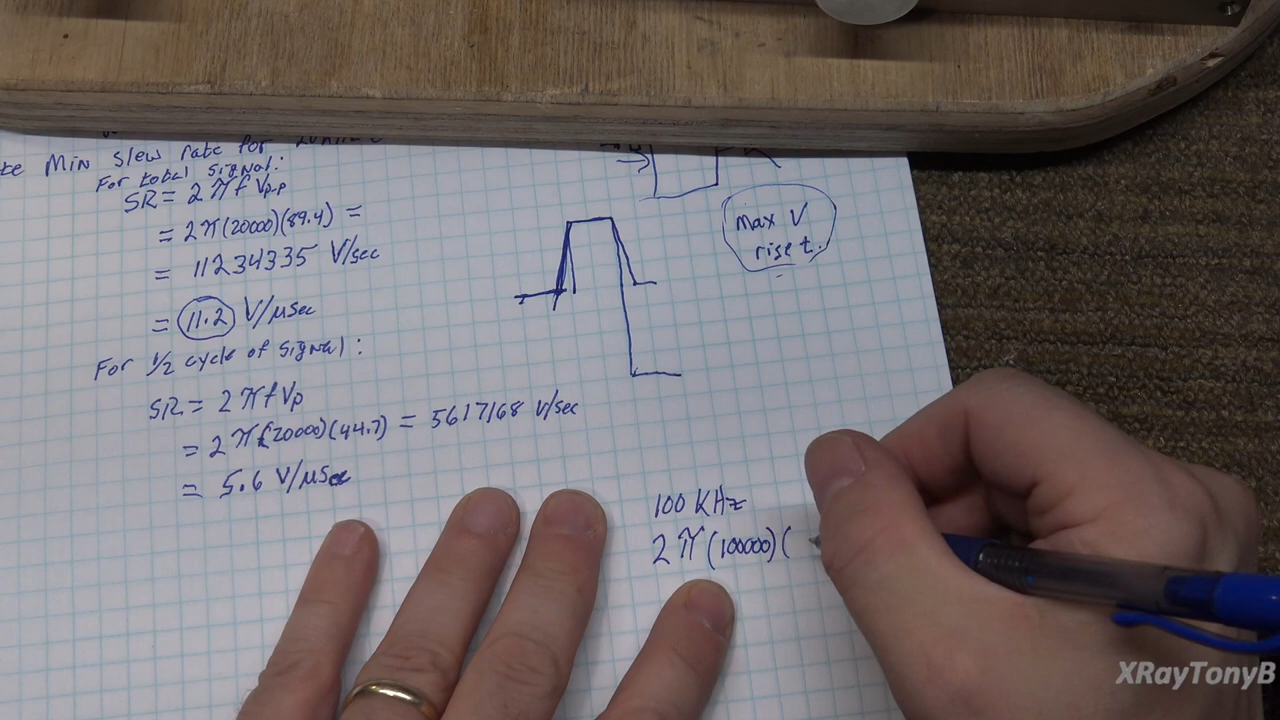 Min slew rate for
For total signal:
SR = 2πf Vp-p
= 2π(20000)(89.4) =
= 11234335 V/sec
= 11.2 V/μSec
For 1/2 cycle of signal:
SR = 2πf Vp
= 2π(20000)(44.7) = 5617168 V/sec
= 5.6 V/μSec
max V
rise t.
100 KHz
2π(100000)(
XRayTonyB